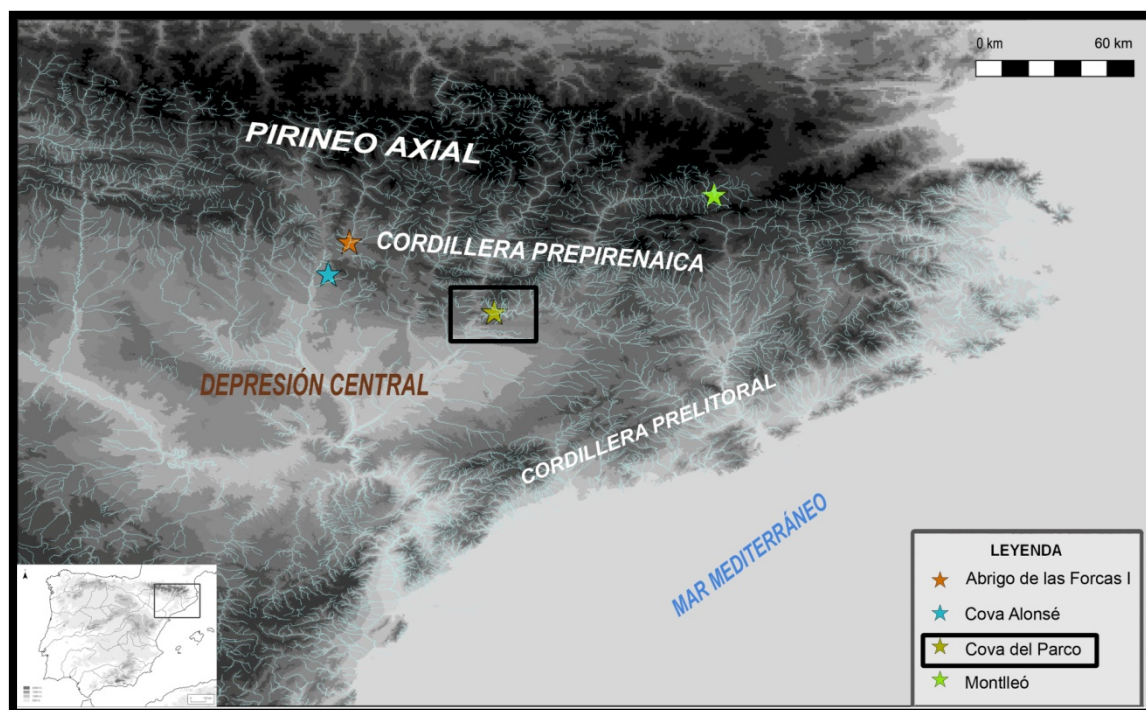 0 km 60 km
PIRINEO AXIAL
CORDILLERA PREPIRENAICA
DEPRESIÓN CENTRAL
CORDILLERA PRELITORAL
MAR MEDITERRÁNEO
LEYENDA
Abrigo de las Forcas I
Cova Alonsé
Cova del Parco
Montlleó